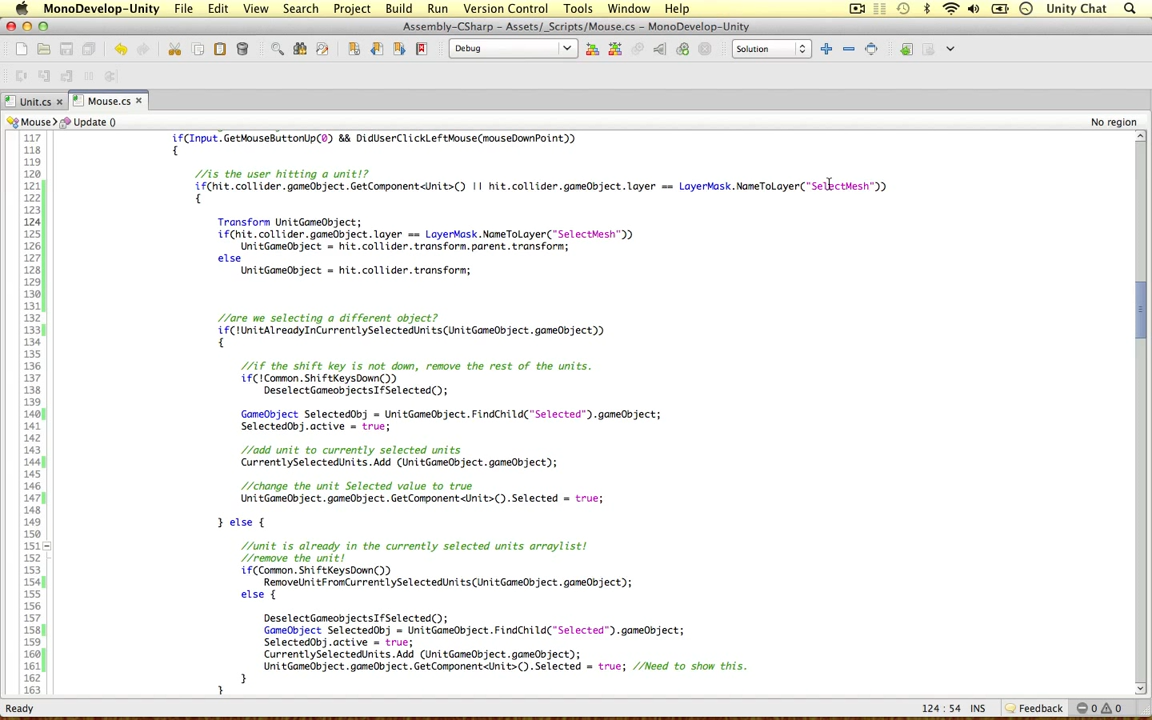 MonoDevelop-Unity File Edit View Search Project Build Run Version Control Tools Window Help Unity Chat
Assembly-CSharp - Assets/_Scripts/Mouse.cs - MonoDevelop-Unity
Debug Solution
Unit.cs Mouse.cs
Mouse Update () No region
117 if(Input.GetMouseButtonUp(0) && DidUserClickLeftMouse(mouseDownPoint))
118 {
119
120 //is the user hitting a unit!?
121 if(hit.collider.gameObject.GetComponent<Unit>() || hit.collider.gameObject.layer == LayerMask.NameToLayer("SelectMesh"))
122 {
123
124 Transform UnitGameObject;
125 if(hit.collider.gameObject.layer == LayerMask.NameToLayer("SelectMesh"))
126 UnitGameObject = hit.collider.transform.parent.transform;
127 else
128 UnitGameObject = hit.collider.transform;
129
130
131
132 //are we selecting a different object?
133 if(!UnitAlreadyInCurrentlySelectedUnits(UnitGameObject.gameObject))
134 {
135
136 //if the shift key is not down, remove the rest of the units.
137 if(!Common.ShiftKeysDown())
138 DeselectGameobjectsIfSelected();
139
140 GameObject SelectedObj = UnitGameObject.FindChild("Selected").gameObject;
141 SelectedObj.active = true;
142
143 //add unit to currently selected units
144 CurrentlySelectedUnits.Add (UnitGameObject.gameObject);
145
146 //change the unit Selected value to true
147 UnitGameObject.gameObject.GetComponent<Unit>().Selected = true;
148
149 } else {
150
151 //unit is already in the currently selected units arraylist!
152 //remove the unit!
153 if(Common.ShiftKeysDown())
154 RemoveUnitFromCurrentlySelectedUnits(UnitGameObject.gameObject);
155 else {
156
157 DeselectGameobjectsIfSelected();
158 GameObject SelectedObj = UnitGameObject.FindChild("Selected").gameObject;
159 SelectedObj.active = true;
160 CurrentlySelectedUnits.Add (UnitGameObject.gameObject);
161 UnitGameObject.gameObject.GetComponent<Unit>().Selected = true; //Need to show this.
162 }
163 }
Ready 124 : 54 INS Feedback 0 0